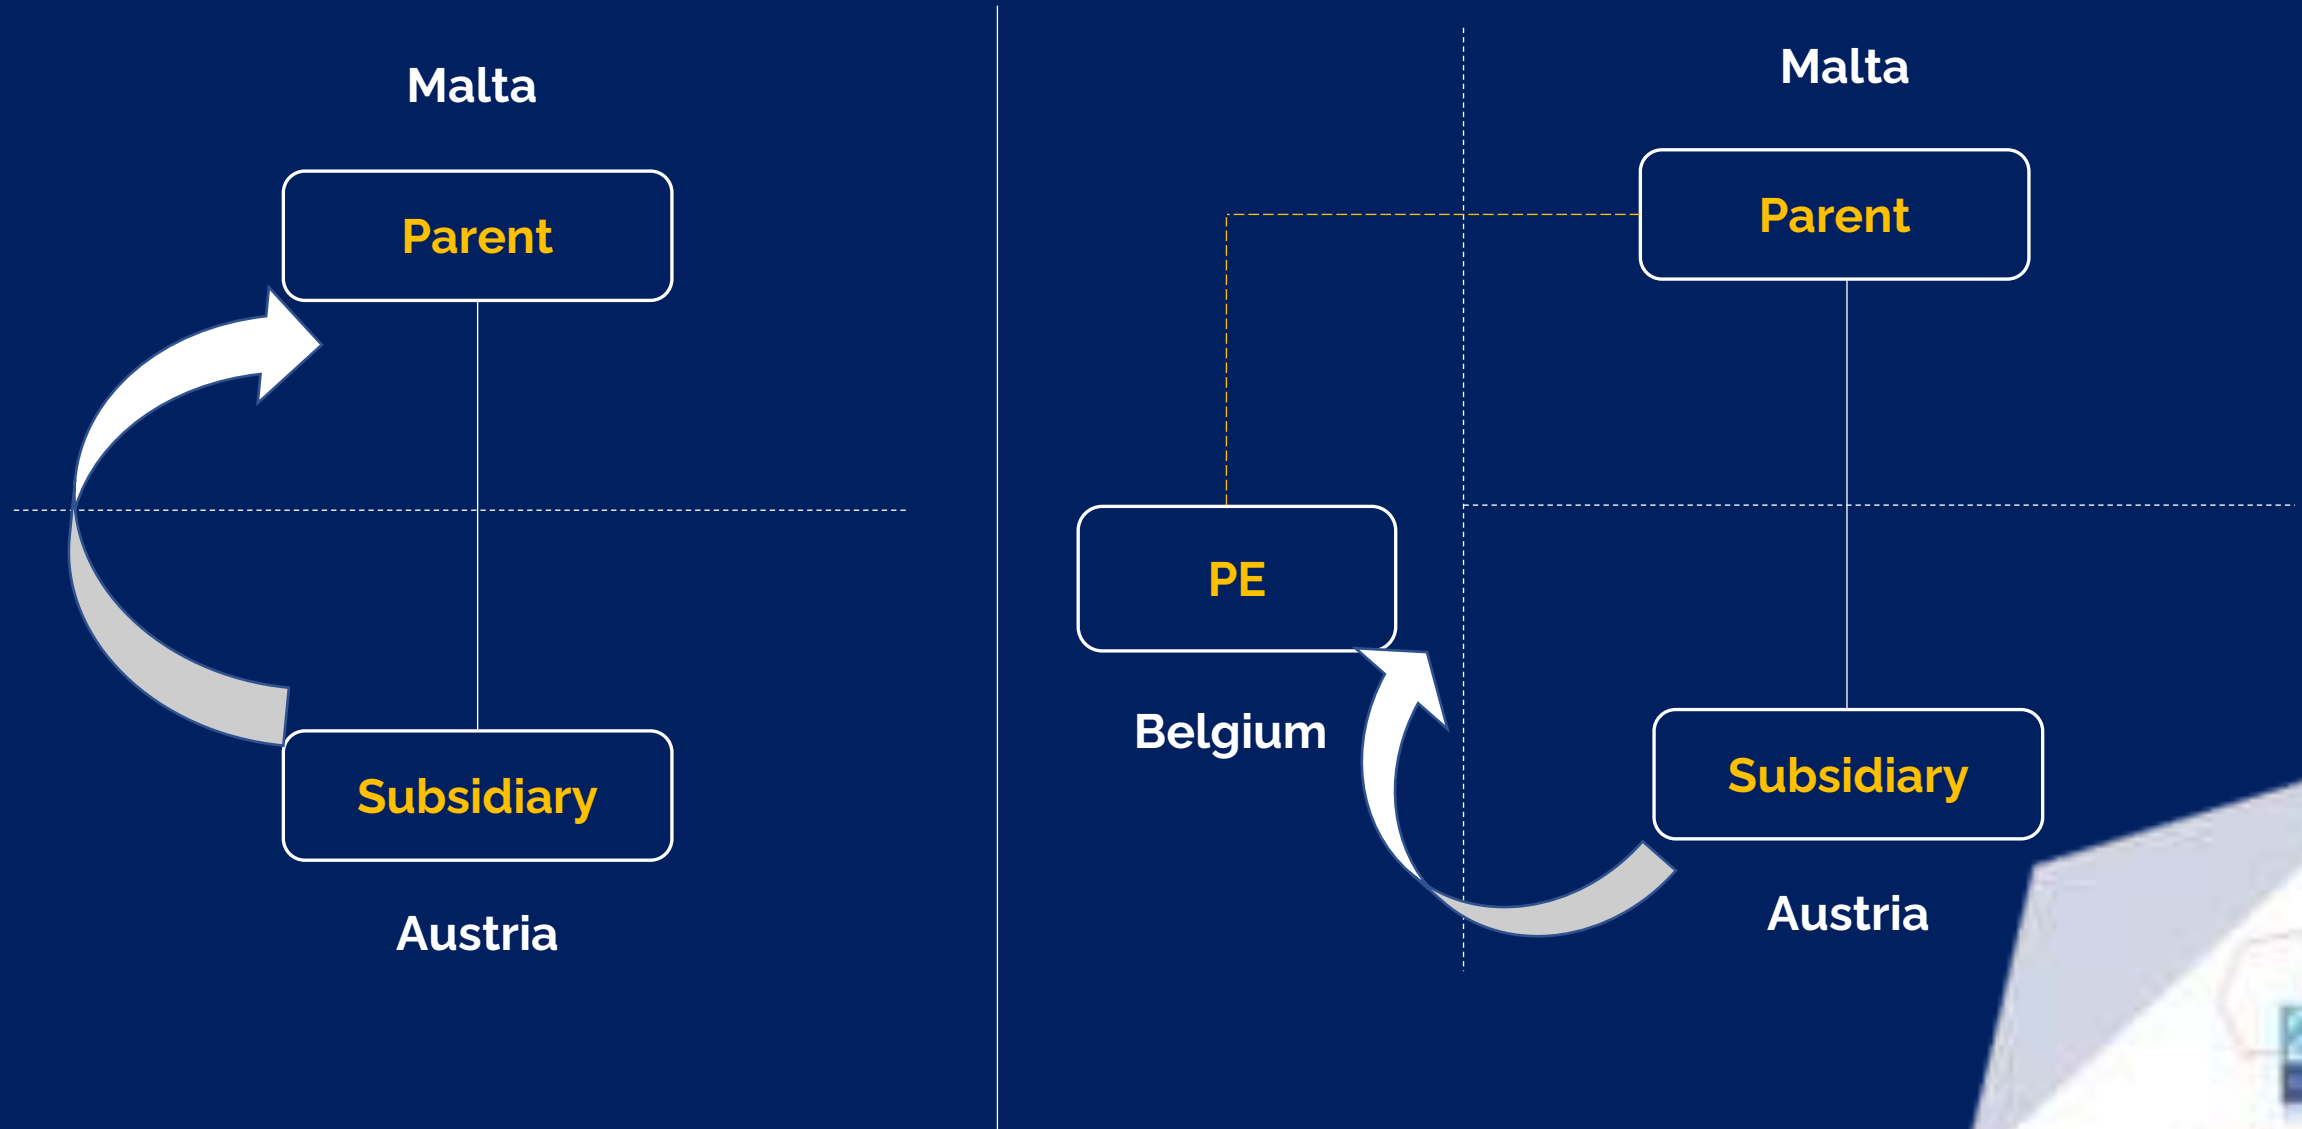 Malta
Parent
Subsidiary
Austria
Malta
Parent
PE
Belgium
Subsidiary
Austria